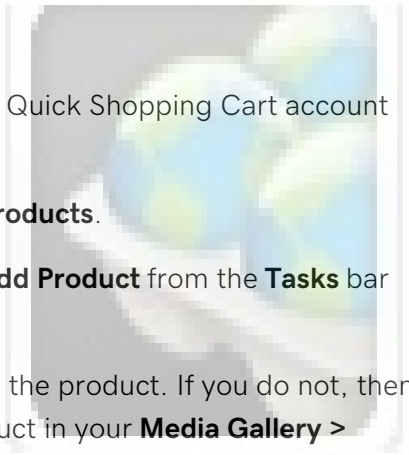 Quick Shopping Cart account
roducts.
dd Product from the Tasks bar
the product. If you do not, then
uct in your Media Gallery >